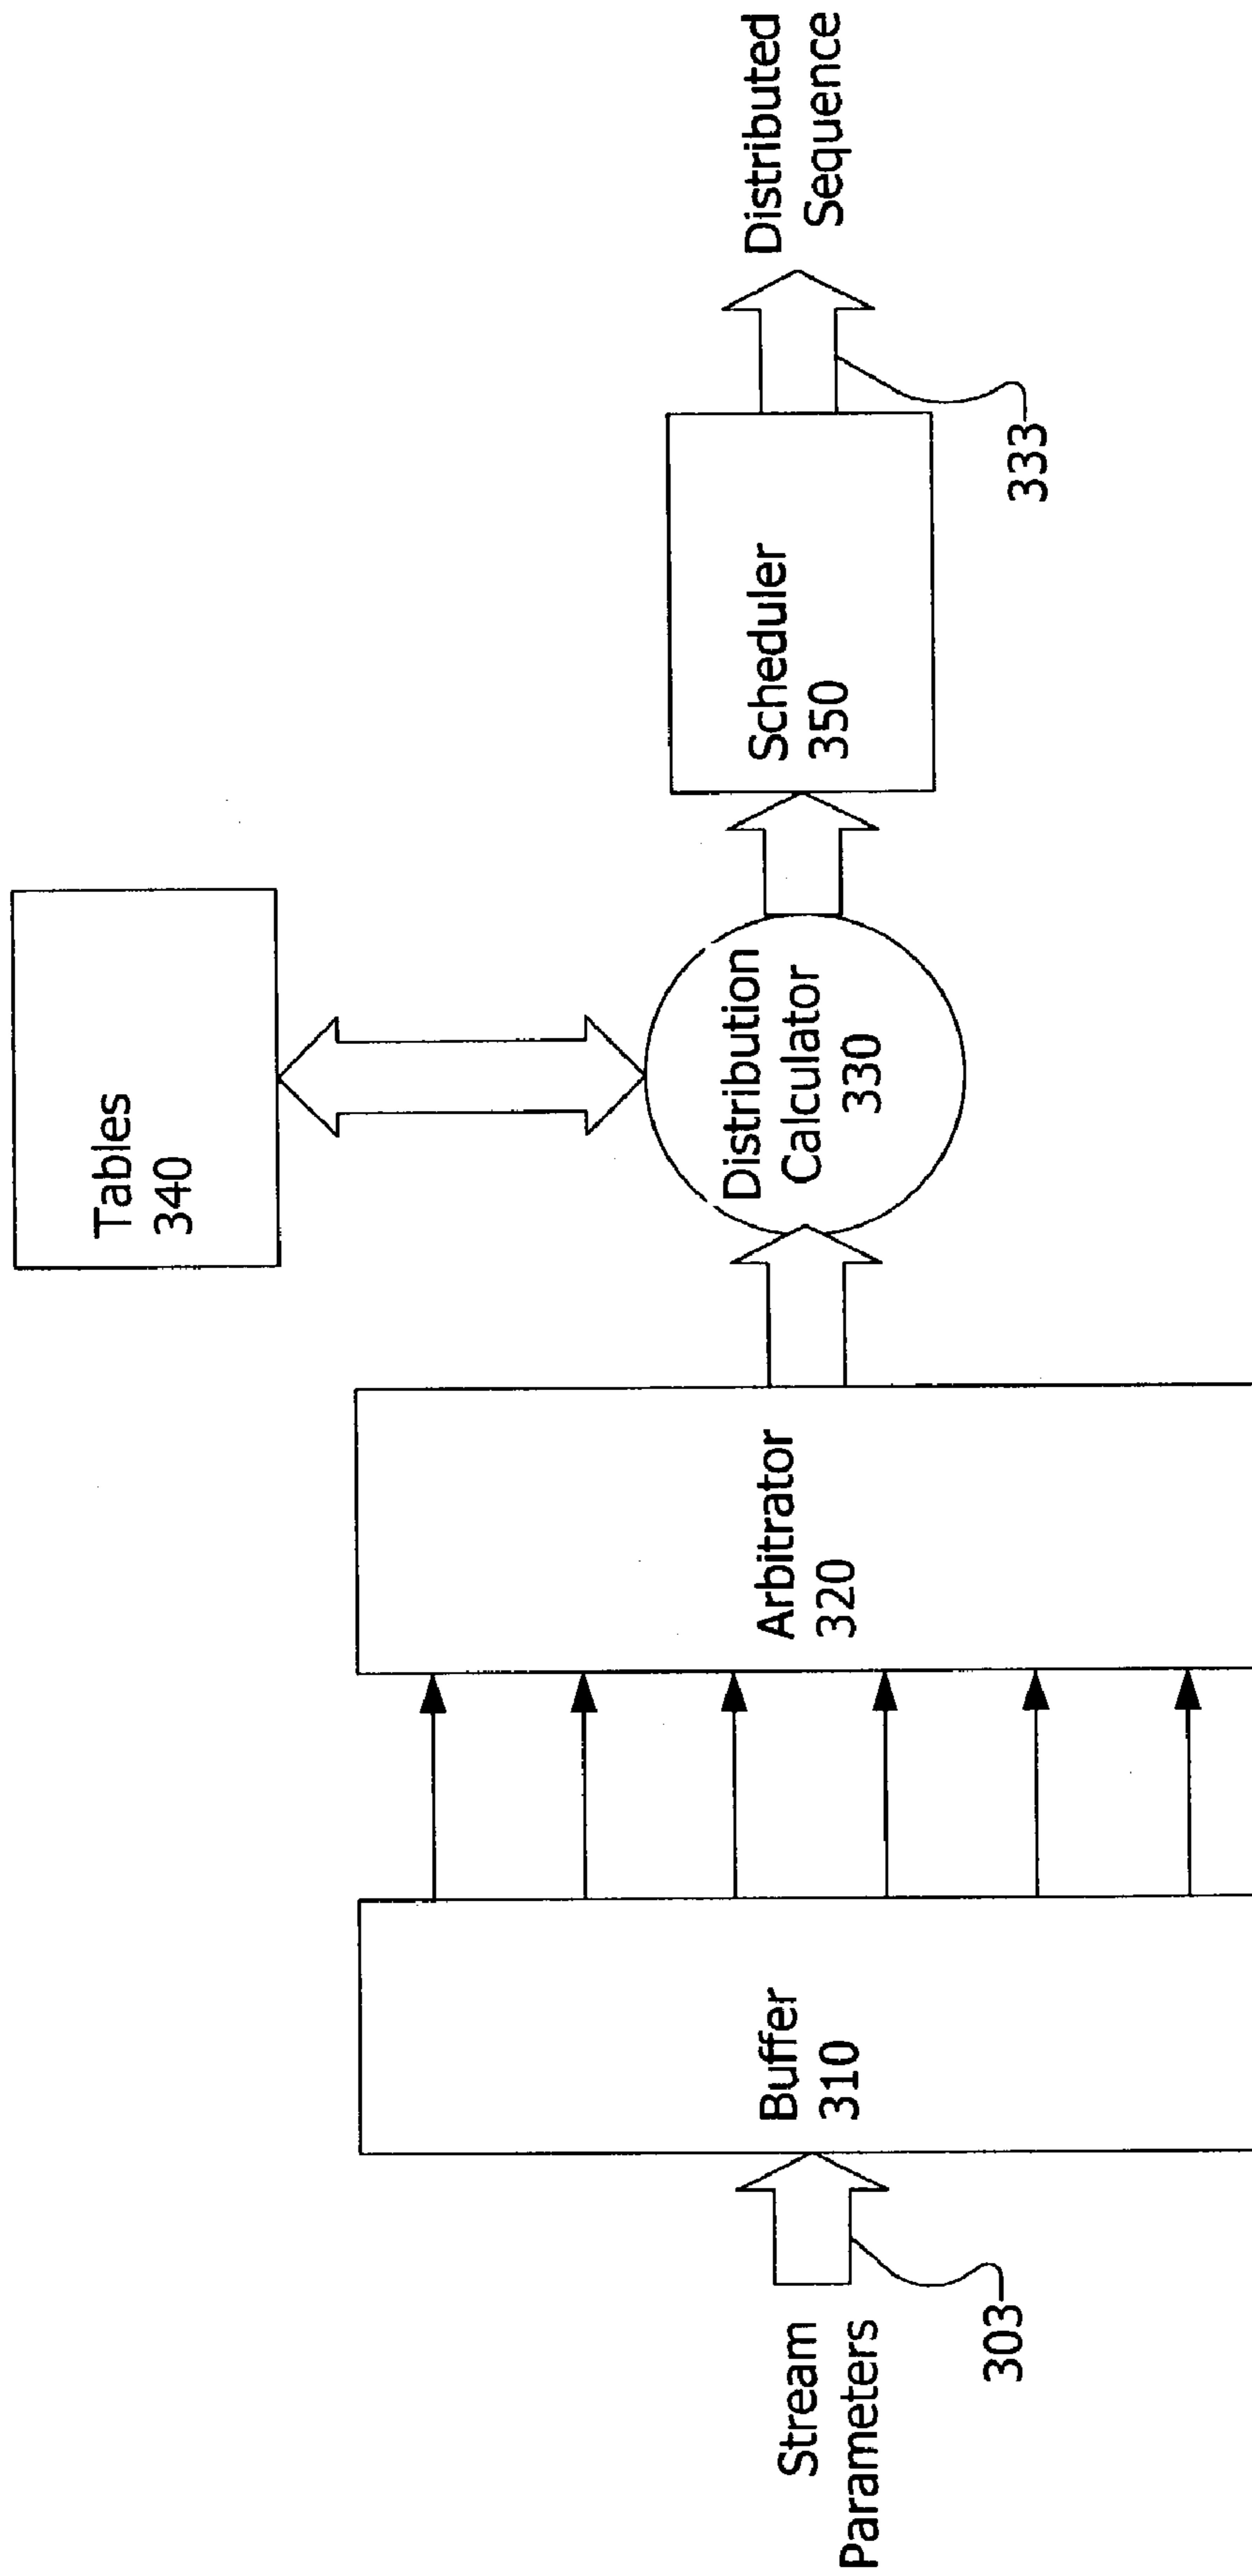 Stream
Parameters
303
Buffer
310
Arbitrator
320
Tables
340
Distribution
Calculator
330
Scheduler
350
333
Distributed
Sequence